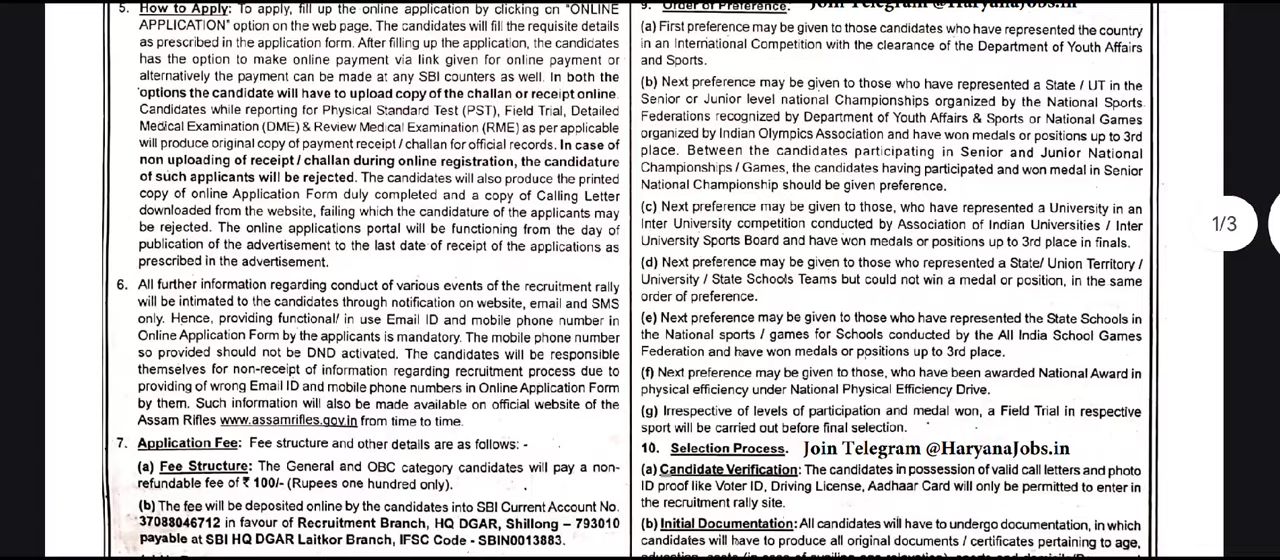 5. How to Apply: To apply, fill up the online application by clicking on "ONLINE
APPLICATION" option on the web page. The candidates will fill the requisite details
as prescribed in the application form. After filling up the application, the candidates
has the option to make online payment via link given for online payment or
alternatively the payment can be made at any SBI counters as well. In both the
options the candidate will have to upload copy of the challan or receipt online.
Candidates while reporting for Physical Standard Test (PST), Field Trial, Detailed
Medical Examination (DME) & Review Medical Examination (RME) as per applicable
will produce original copy of payment receipt / challan for official records. In case of
non uploading of receipt / challan during online registration, the candidature
of such applicants will be rejected. The candidates will also produce the printed
copy of online Application Form duly completed and a copy of Calling Letter
downloaded from the website, failing which the candidature of the applicants may
be rejected. The online applications portal will be functioning from the day of
publication of the advertisement to the last date of receipt of the applications as
prescribed in the advertisement.
6. All further information regarding conduct of various events of the recruitment rally
will be intimated to the candidates through notification on website, email and SMS
only. Hence, providing functional/ in use Email ID and mobile phone number in
Online Application Form by the applicants is mandatory. The mobile phone number
so provided should not be DND activated. The candidates will be responsible
themselves for non-receipt of information regarding recruitment process due to
providing of wrong Email ID and mobile phone numbers in Online Application Form
by them. Such information will also be made available on official website of the
Assam Rifles www.assamrifles.gov.in from time to time.
7. Application Fee: Fee structure and other details are as follows: -
(a) Fee Structure: The General and OBC category candidates will pay a non-
refundable fee of ₹ 100/- (Rupees one hundred only).
(b) The fee will be deposited online by the candidates into SBI Current Account No.
37088046712 in favour of Recruitment Branch, HQ DGAR, Shillong – 793010
payable at SBI HQ DGAR Laitkor Branch, IFSC Code - SBIN0013883.
9. Order of Preference. Join Telegram @HaryanaJobs.in
(a) First preference may be given to those candidates who have represented the country
in an International Competition with the clearance of the Department of Youth Affairs
and Sports.
(b) Next preference may be given to those who have represented a State / UT in the
Senior or Junior level national Championships organized by the National Sports
Federations recognized by Department of Youth Affairs & Sports or National Games
organized by Indian Olympics Association and have won medals or positions up to 3rd
place. Between the candidates participating in Senior and Junior National
Championships / Games, the candidates having participated and won medal in Senior
National Championship should be given preference.
(c) Next preference may be given to those, who have represented a University in an
Inter University competition conducted by Association of Indian Universities / Inter
University Sports Board and have won medals or positions up to 3rd place in finals.
(d) Next preference may be given to those who represented a State/ Union Territory /
University / State Schools Teams but could not win a medal or position, in the same
order of preference.
(e) Next preference may be given to those who have represented the State Schools in
the National sports / games for Schools conducted by the All India School Games
Federation and have won medals or positions up to 3rd place.
(f) Next preference may be given to those, who have been awarded National Award in
physical efficiency under National Physical Efficiency Drive.
(g) Irrespective of levels of participation and medal won, a Field Trial in respective
sport will be carried out before final selection.
10. Selection Process. Join Telegram @HaryanaJobs.in
(a) Candidate Verification: The candidates in possession of valid call letters and photo
ID proof like Voter ID, Driving License, Aadhaar Card will only be permitted to enter in
the recruitment rally site.
(b) Initial Documentation: All candidates will have to undergo documentation, in which
candidates will have to produce all original documents / certificates pertaining to age,
1/3